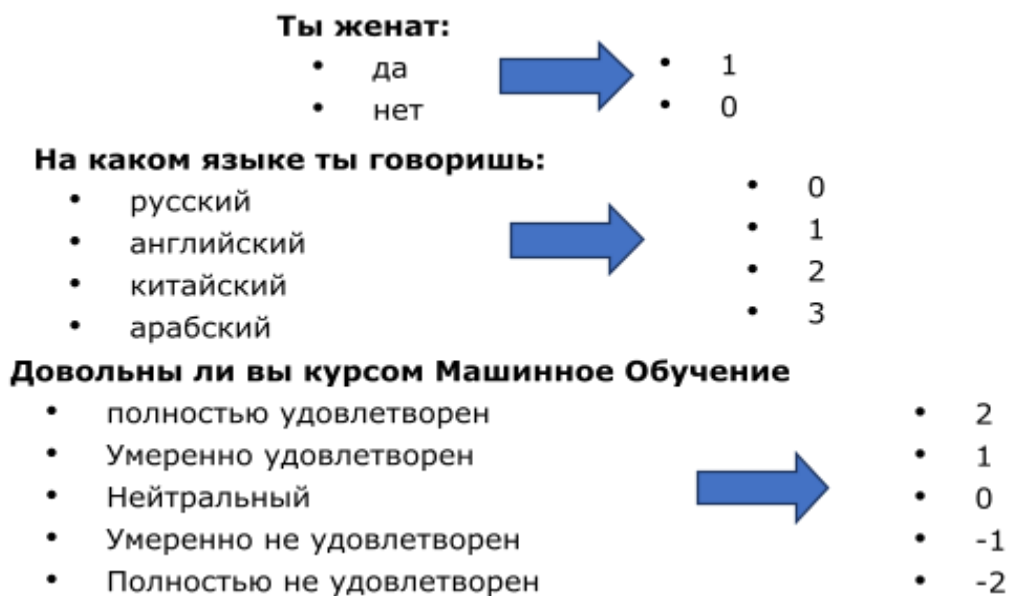 Ты женат:
• да • 1
• нет • 0
На каком языке ты говоришь:
• русский • 0
• английский • 1
• китайский • 2
• арабский • 3
Довольны ли вы курсом Машинное Обучение
• полностью удовлетворен • 2
• Умеренно удовлетворен • 1
• Нейтральный • 0
• Умеренно не удовлетворен • -1
• Полностью не удовлетворен • -2